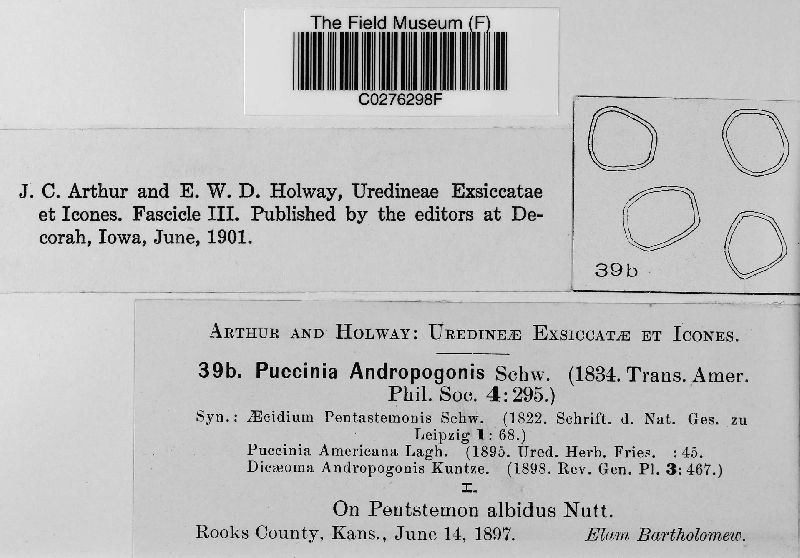 The Field Museum (F)
C0276298F
J. C. Arthur and E. W. D. Holway, Uredineae Exsiccatae
et Icones. Fascicle III. Published by the editors at De-
corah, Iowa, June, 1901.
39b
Arthur and Holway: Uredineæ Exsiccatæ et Icones.
39b. Puccinia Andropogonis Schw. (1834. Trans. Amer.
Phil. Soc. 4: 295.)
Syn.: Æcidium Pentastemonis Schw. (1822. Schrift. d. Nat. Ges. zu
Leipzig 1: 68.)
Puccinia Americana Lagh. (1895. Ured. Herb. Fries. : 45.
Dicæoma Andropogonis Kuntze. (1898. Rev. Gen. Pl. 3: 467.)
I.
On Pentstemon albidus Nutt.
Rooks County, Kans., June 14, 1897. Elam Bartholomew.